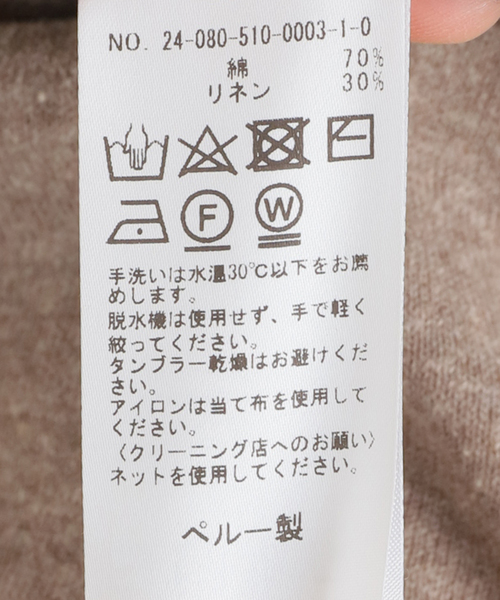 NO. 24-080-510-0003-1-0
綿 70%
リネン 30%
F W
手洗いは水温30℃以下をお薦
めします。
脱水機は使用せず、手で軽く
絞ってください。
タンブラー乾燥はお避けくだ
さい。
アイロンは当て布を使用して
ください。
〈クリーニング店へのお願い〉
ネットを使用してください。
ペルー製